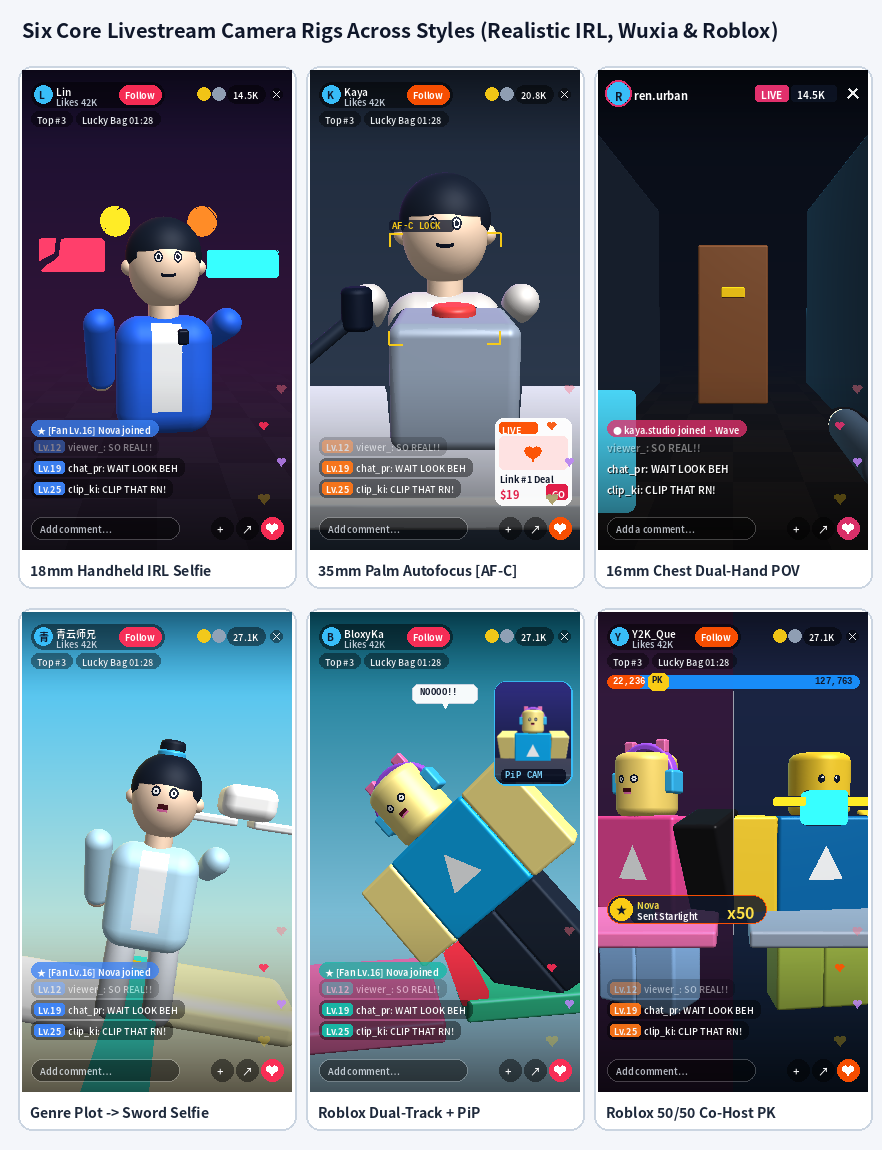 Six Core Livestream Camera Rigs Across Styles (Realistic IRL, Wuxia & Roblox)
L
Lin
Likes 42K
Follow
14.5K
Top #3
Lucky Bag 01:28
★ [Fan Lv.16] Nova joined
Lv.12 viewer_: SO REAL!!
Lv.19 chat_pr: WAIT LOOK BEH
Lv.25 clip_ki: CLIP THAT RN!
Add comment...
18mm Handheld IRL Selfie
K
Kaya
Likes 42K
Follow
20.8K
Top #3
Lucky Bag 01:28
AF-C LOCK
LIVE
Link #1 Deal
$19
Lv.12 viewer_: SO REAL!!
Lv.19 chat_pr: WAIT LOOK BEH
Lv.25 clip_ki: CLIP THAT RN!
Add comment...
35mm Palm Autofocus [AF-C]
R
ren.urban
LIVE
14.5K
kaya.studio joined · Wave
viewer_: SO REAL!!
chat_pr: WAIT LOOK BEH
clip_ki: CLIP THAT RN!
Add a comment...
16mm Chest Dual-Hand POV
青
青云师兄
Likes 42K
Follow
27.1K
Top #3
Lucky Bag 01:28
★ [Fan Lv.16] Nova joined
Lv.12 viewer_: SO REAL!!
Lv.19 chat_pr: WAIT LOOK BEH
Lv.25 clip_ki: CLIP THAT RN!
Add comment...
Genre Plot -> Sword Selfie
B
BloxyKa
Likes 42K
Follow
27.1K
Top #3
Lucky Bag 01:28
NOOOO!!
PiP CAM
★ [Fan Lv.16] Nova joined
Lv.12 viewer_: SO REAL!!
Lv.19 chat_pr: WAIT LOOK BEH
Lv.25 clip_ki: CLIP THAT RN!
Add comment...
Roblox Dual-Track + PiP
Y
Y2K_Que
Likes 42K
Follow
27.1K
Top #3
Lucky Bag 01:28
22,236
PK
127,763
Nova
Sent Starlight
x50
Lv.12 viewer_: SO REAL!!
Lv.19 chat_pr: WAIT LOOK BEH
Lv.25 clip_ki: CLIP THAT RN!
Add comment...
Roblox 50/50 Co-Host PK